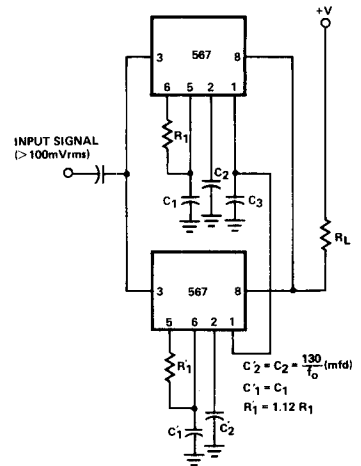 +V
567
3
8
6 5 2 1
INPUT SIGNAL
(>100mVrms)
R1
C2
C1
C3
RL
567
3
8
5 6 2 1
R'1
C'1
C'2
C'2 = C2 = 130/fo (mfd)
C'1 = C1
R'1 = 1.12 R1